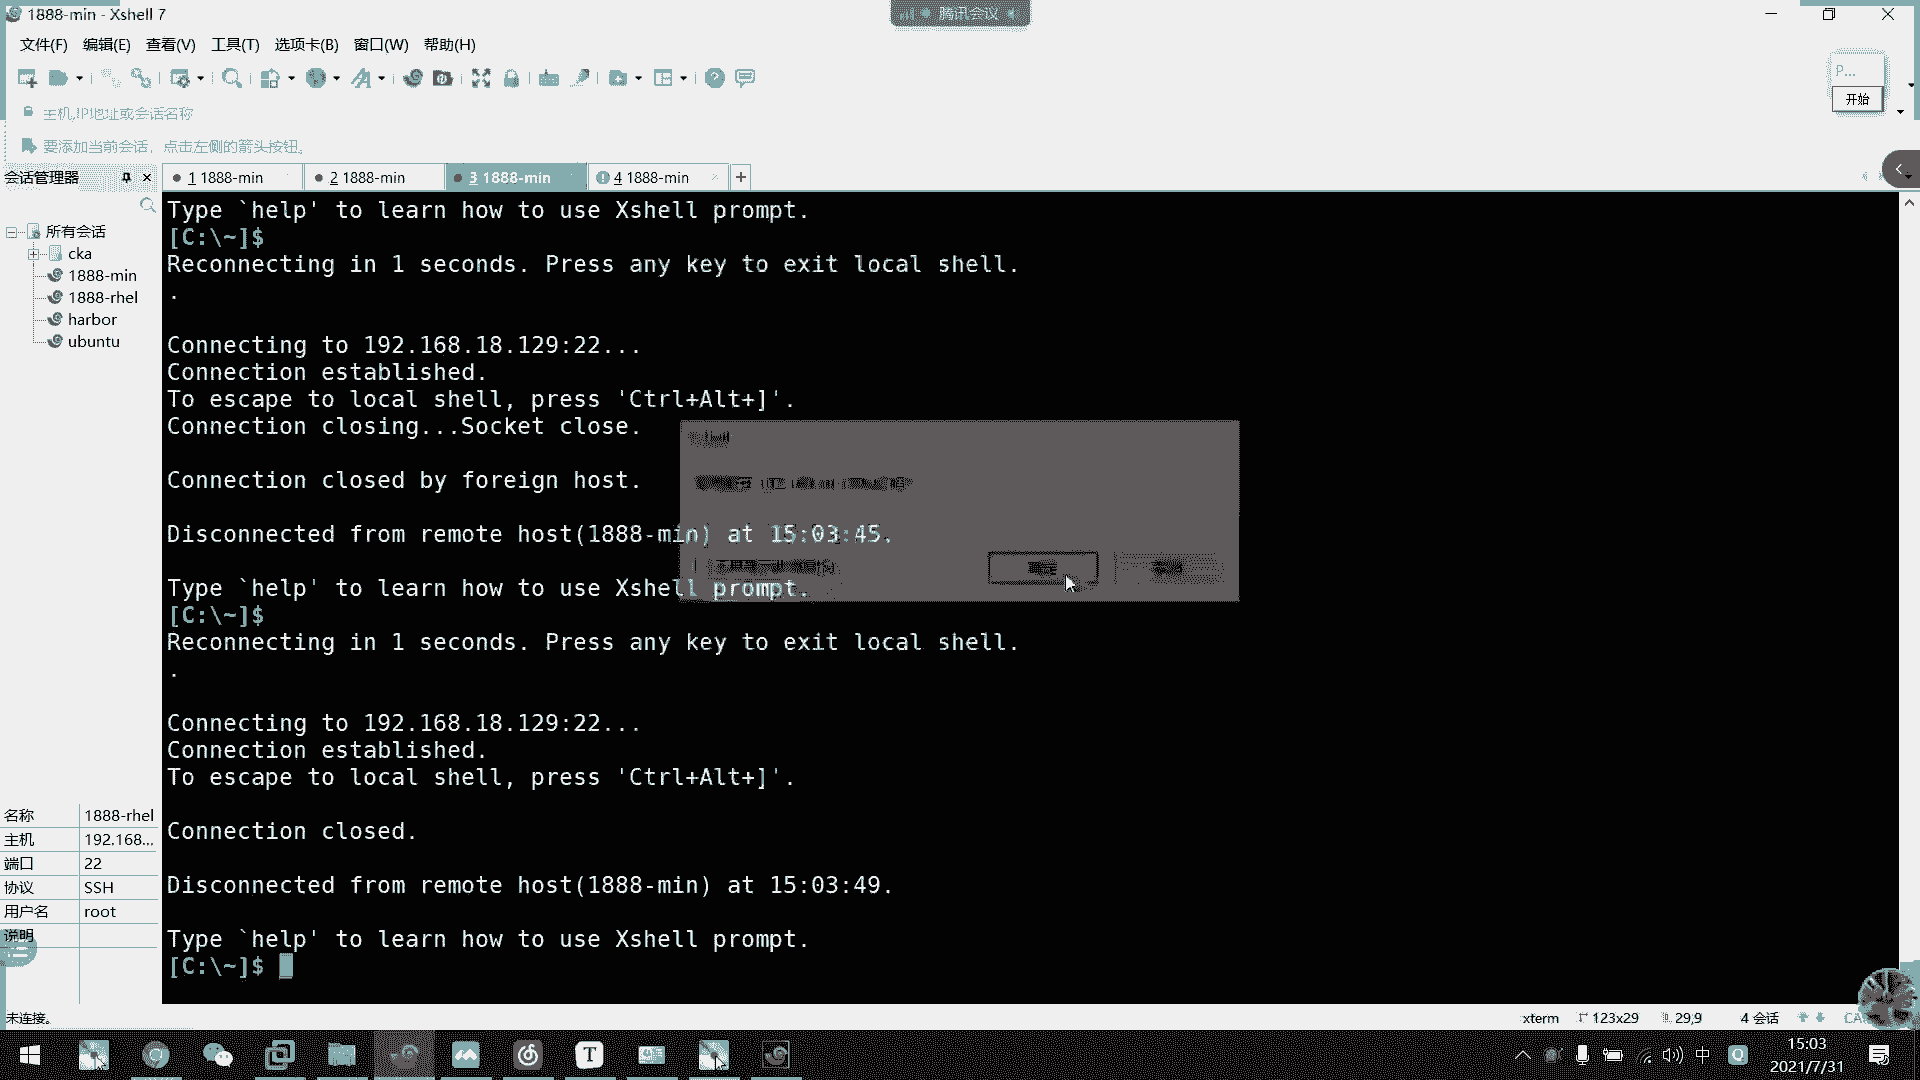 1888-min - Xshell 7
腾讯会议
文件(F) 编辑(E) 查看(V) 工具(T) 选项卡(B) 窗口(W) 帮助(H)
P...
开始
主机,IP地址或会话名称
要添加当前会话，点击左侧的箭头按钮。
会话管理器
1 1888-min
2 1888-min
3 1888-min
4 1888-min
所有会话
cka
1888-min
1888-rhel
harbor
ubuntu
Type `help' to learn how to use Xshell prompt.
[C:\~]$
Reconnecting in 1 seconds. Press any key to exit local shell.
.
Connecting to 192.168.18.129:22...
Connection established.
To escape to local shell, press 'Ctrl+Alt+]'.
Connection closing...Socket close.
Connection closed by foreign host.
Disconnected from remote host(1888-min) at 15:03:45.
Type `help' to learn how to use Xshell prompt.
[C:\~]$
Reconnecting in 1 seconds. Press any key to exit local shell.
.
Connecting to 192.168.18.129:22...
Connection established.
To escape to local shell, press 'Ctrl+Alt+]'.
Connection closed.
Disconnected from remote host(1888-min) at 15:03:49.
Type `help' to learn how to use Xshell prompt.
[C:\~]$
名称 1888-rhel
主机 192.168...
端口 22
协议 SSH
用户名 root
说明
未连接。
xterm 123x29 29,9 4 会话
中
15:03
2021/7/31